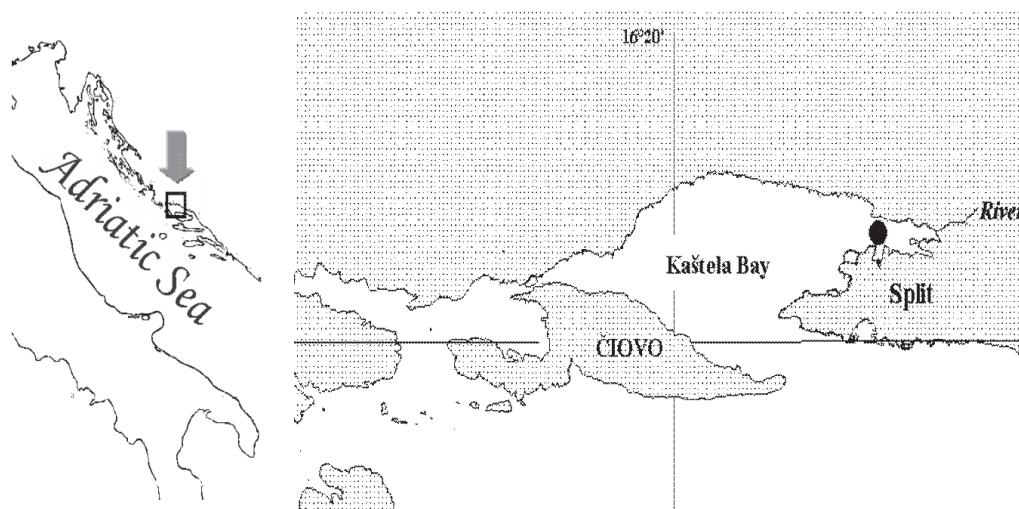 Adriatic Sea
16°20'
River
Kaštela Bay
Split
ČIOVO